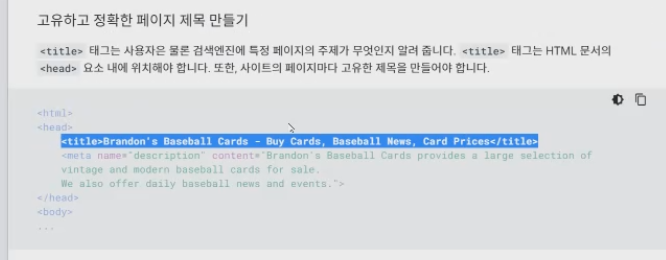 고유하고 정확한 페이지 제목 만들기
<title> 태그는 사용자은 물론 검색엔진에 특정 페이지의 주제가 무엇인지 알려 줍니다. <title> 태그는 HTML 문서의
<head> 요소 내에 위치해야 합니다. 또한, 사이트의 페이지마다 고유한 제목을 만들어야 합니다.
<html>
<head>
<title>Brandon's Baseball Cards - Buy Cards, Baseball News, Card Prices</title>
<meta name="description" content="Brandon's Baseball Cards provides a large selection of
vintage and modern baseball cards for sale.
We also offer daily baseball news and events.">
</head>
<body>
...